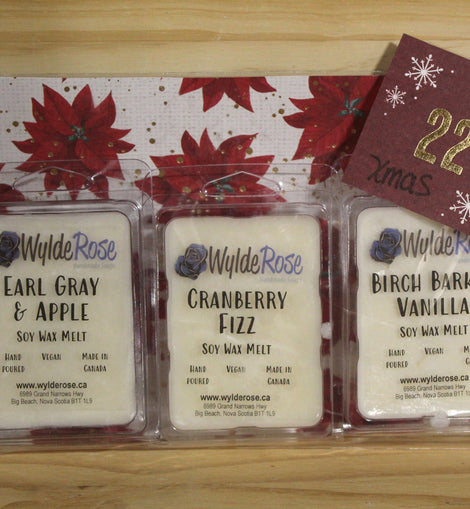 22
Xmas
WyldeRose
EARL GRAY
& APPLE
SOY WAX MELT
HAND POURED
VEGAN
MADE IN CANADA
www.wylderose.ca
6989 Grand Narrows Hwy
Big Beach, Nova Scotia B1T 1L9
WyldeRose
CRANBERRY
FIZZ
SOY WAX MELT
HAND POURED
VEGAN
MADE IN CANADA
www.wylderose.ca
6989 Grand Narrows Hwy
Big Beach, Nova Scotia B1T 1L9
WyldeRose
BIRCH BARK
VANILLA
SOY WAX MELT
HAND POURED
VEGAN
MADE IN CANADA
www.wylderose.ca
6989 Grand Narrows Hwy
Big Beach, Nova Scotia B1T 1L9